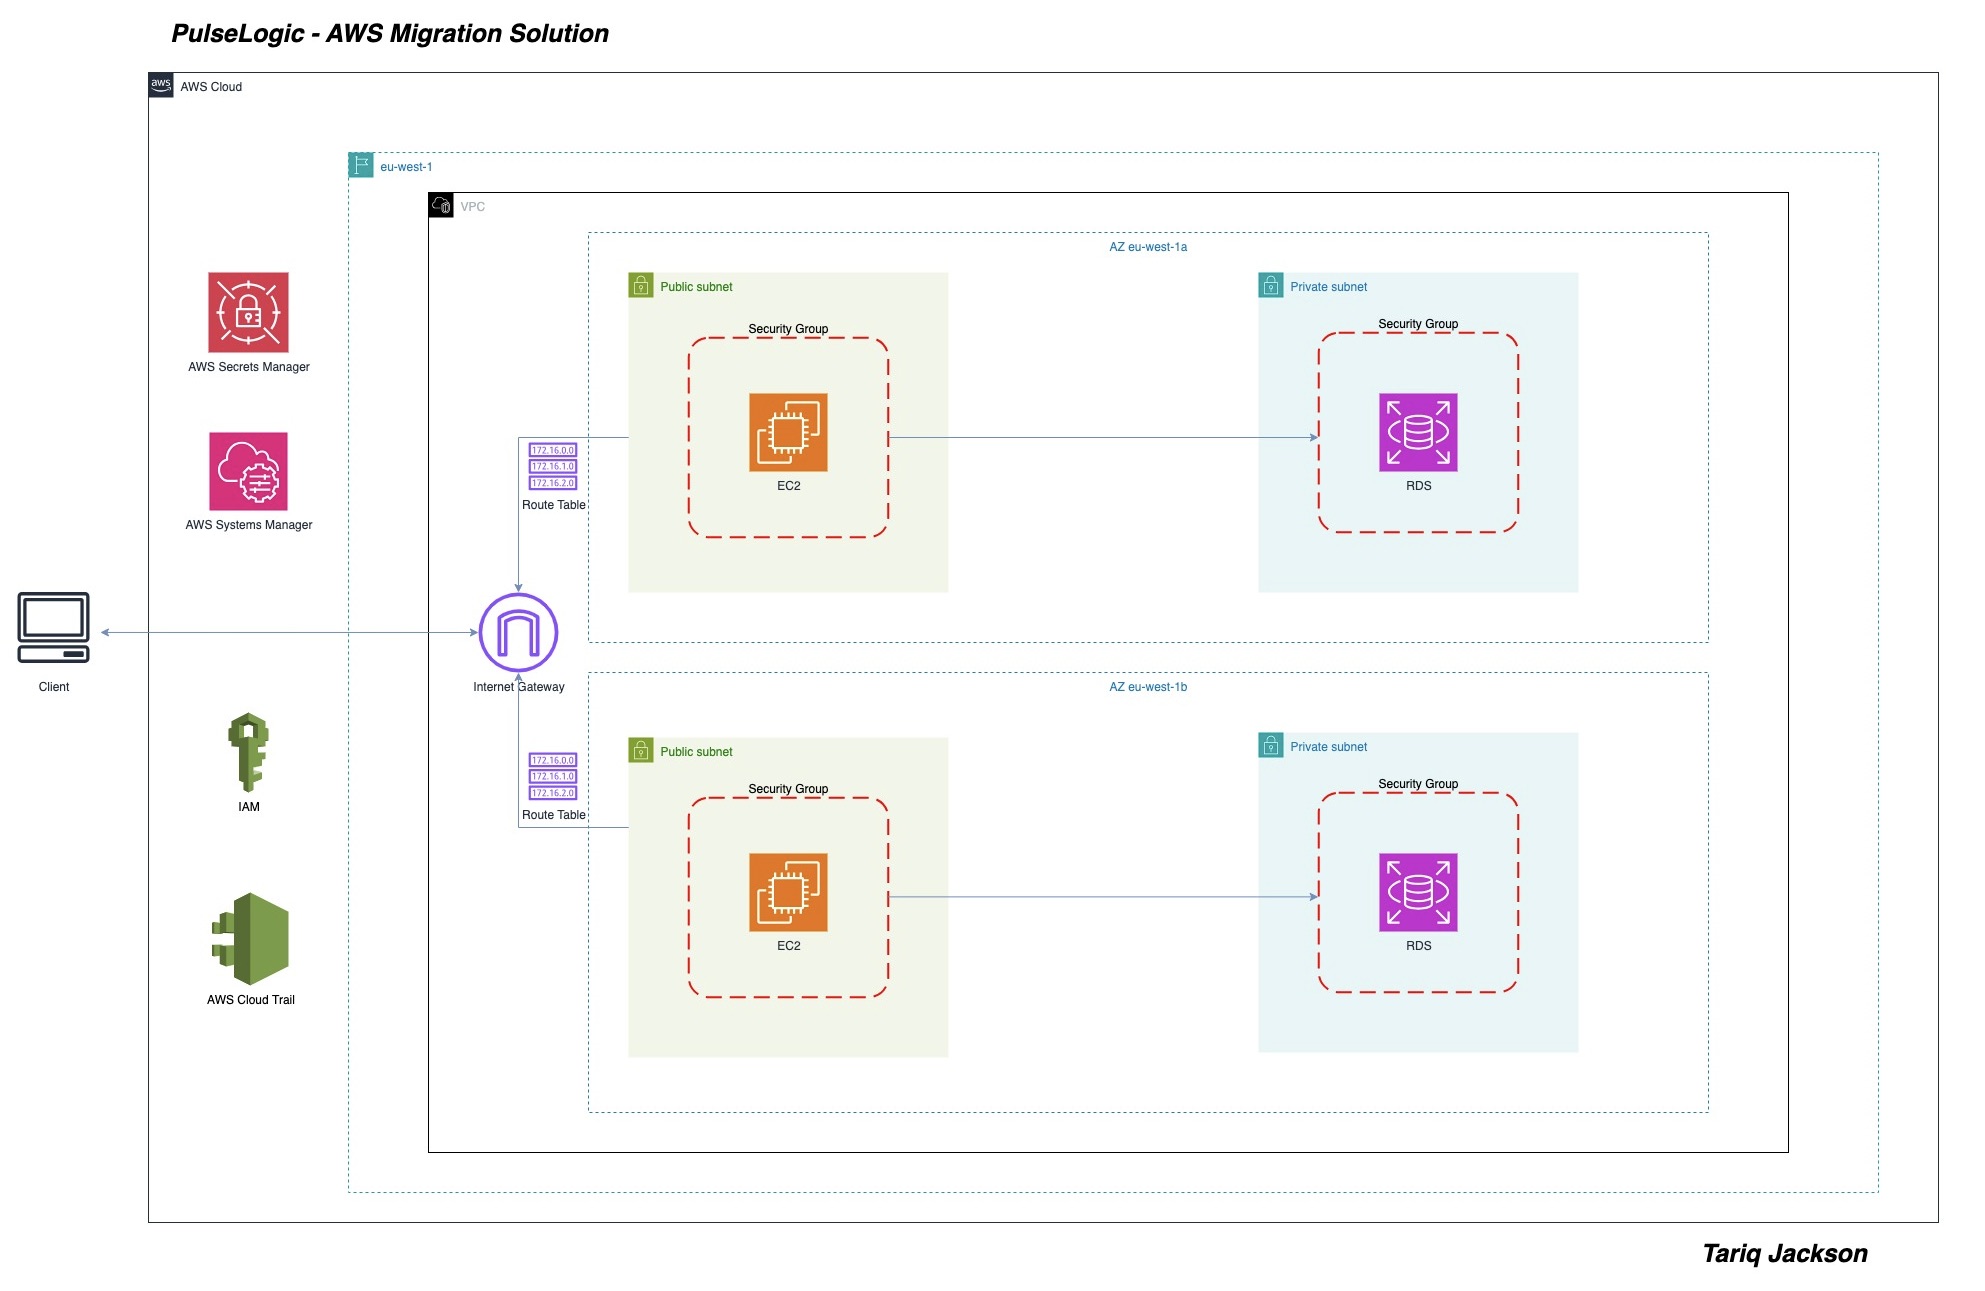 PulseLogic - AWS Migration Solution
aws
AWS Cloud
eu-west-1
VPC
AZ eu-west-1a
Public subnet
Private subnet
Security Group
Security Group
AWS Secrets Manager
172.16.0.0
172.16.1.0
172.16.2.0
Route Table
EC2
RDS
AWS Systems Manager
Client
Internet Gateway
AZ eu-west-1b
Public subnet
Private subnet
Security Group
Security Group
172.16.0.0
172.16.1.0
172.16.2.0
Route Table
IAM
EC2
RDS
AWS Cloud Trail
Tariq Jackson